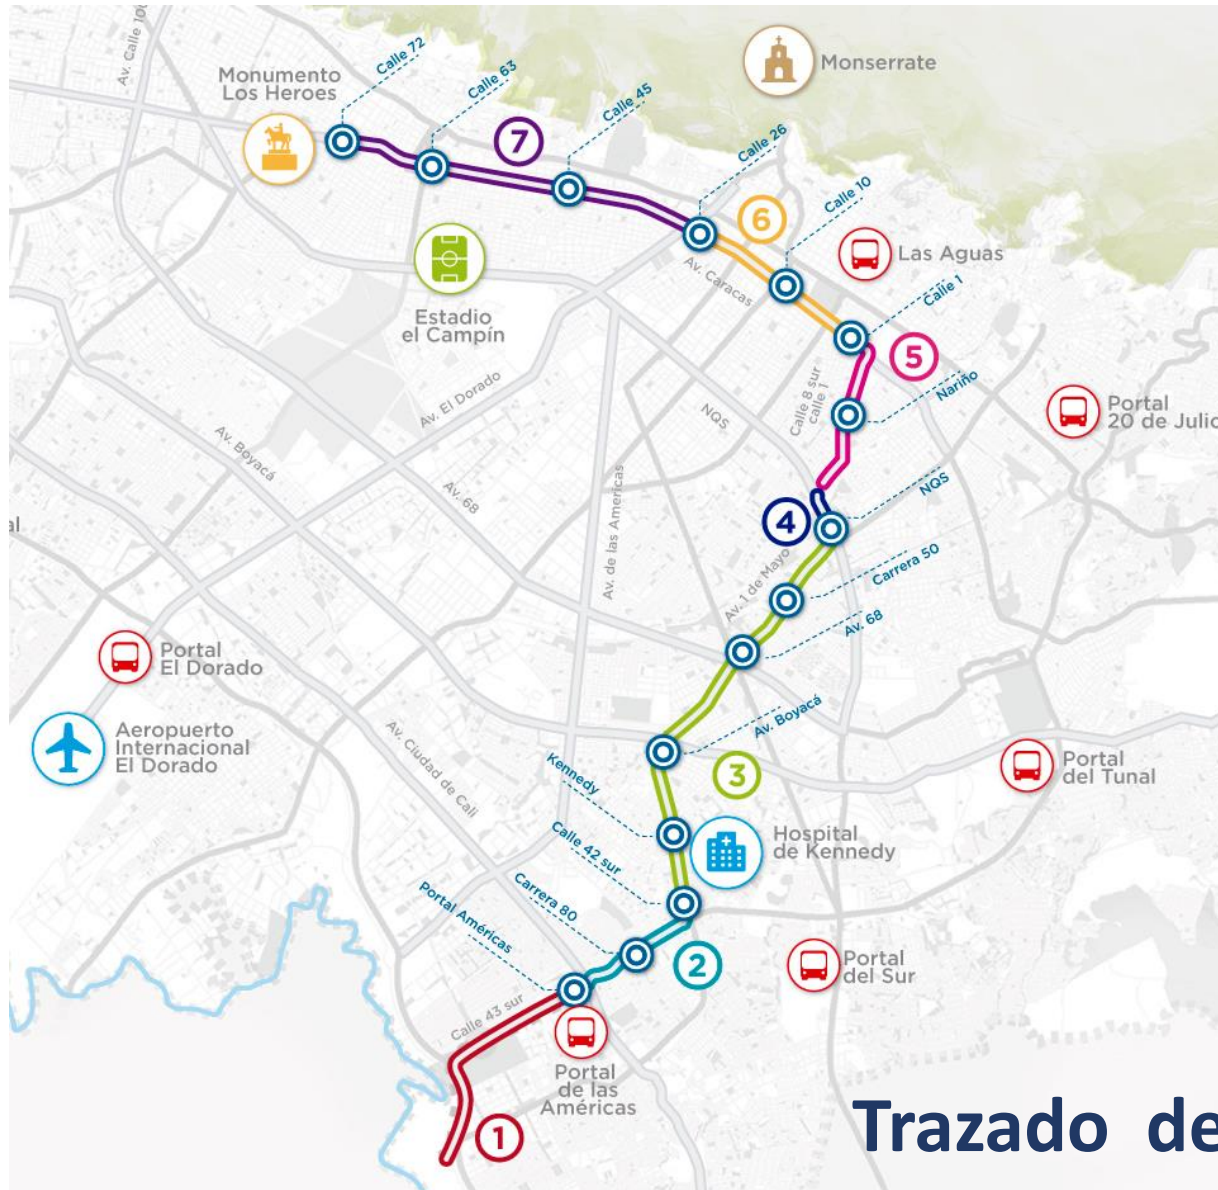 Av. Calle 100
Calle 72
Monumento
Los Heroes
Calle 63
7
Calle 45
Monserrate
Calle 26
6
Calle 10
Las Aguas
Av. Caracas
Calle 1
Estadio
el Campín
5
Calle 8 sur
calle 1
Nariño
Portal
20 de Julio
Av. El Dorado
NQS
Av. Boyacá
Av. 68
Av. de las Americas
NQS
4
al
Av. 1 de Mayo
Carrera 50
Av. 68
Portal
El Dorado
Aeropuerto
Internacional
El Dorado
Av. Ciudad de Cali
Av. Boyacá
Kennedy
3
Portal
del Tunal
Calle 42 sur
Hospital
de Kennedy
Carrera 80
Portal Américas
2
Portal
del Sur
Calle 43 sur
Portal
de las
Américas
1
Trazado de